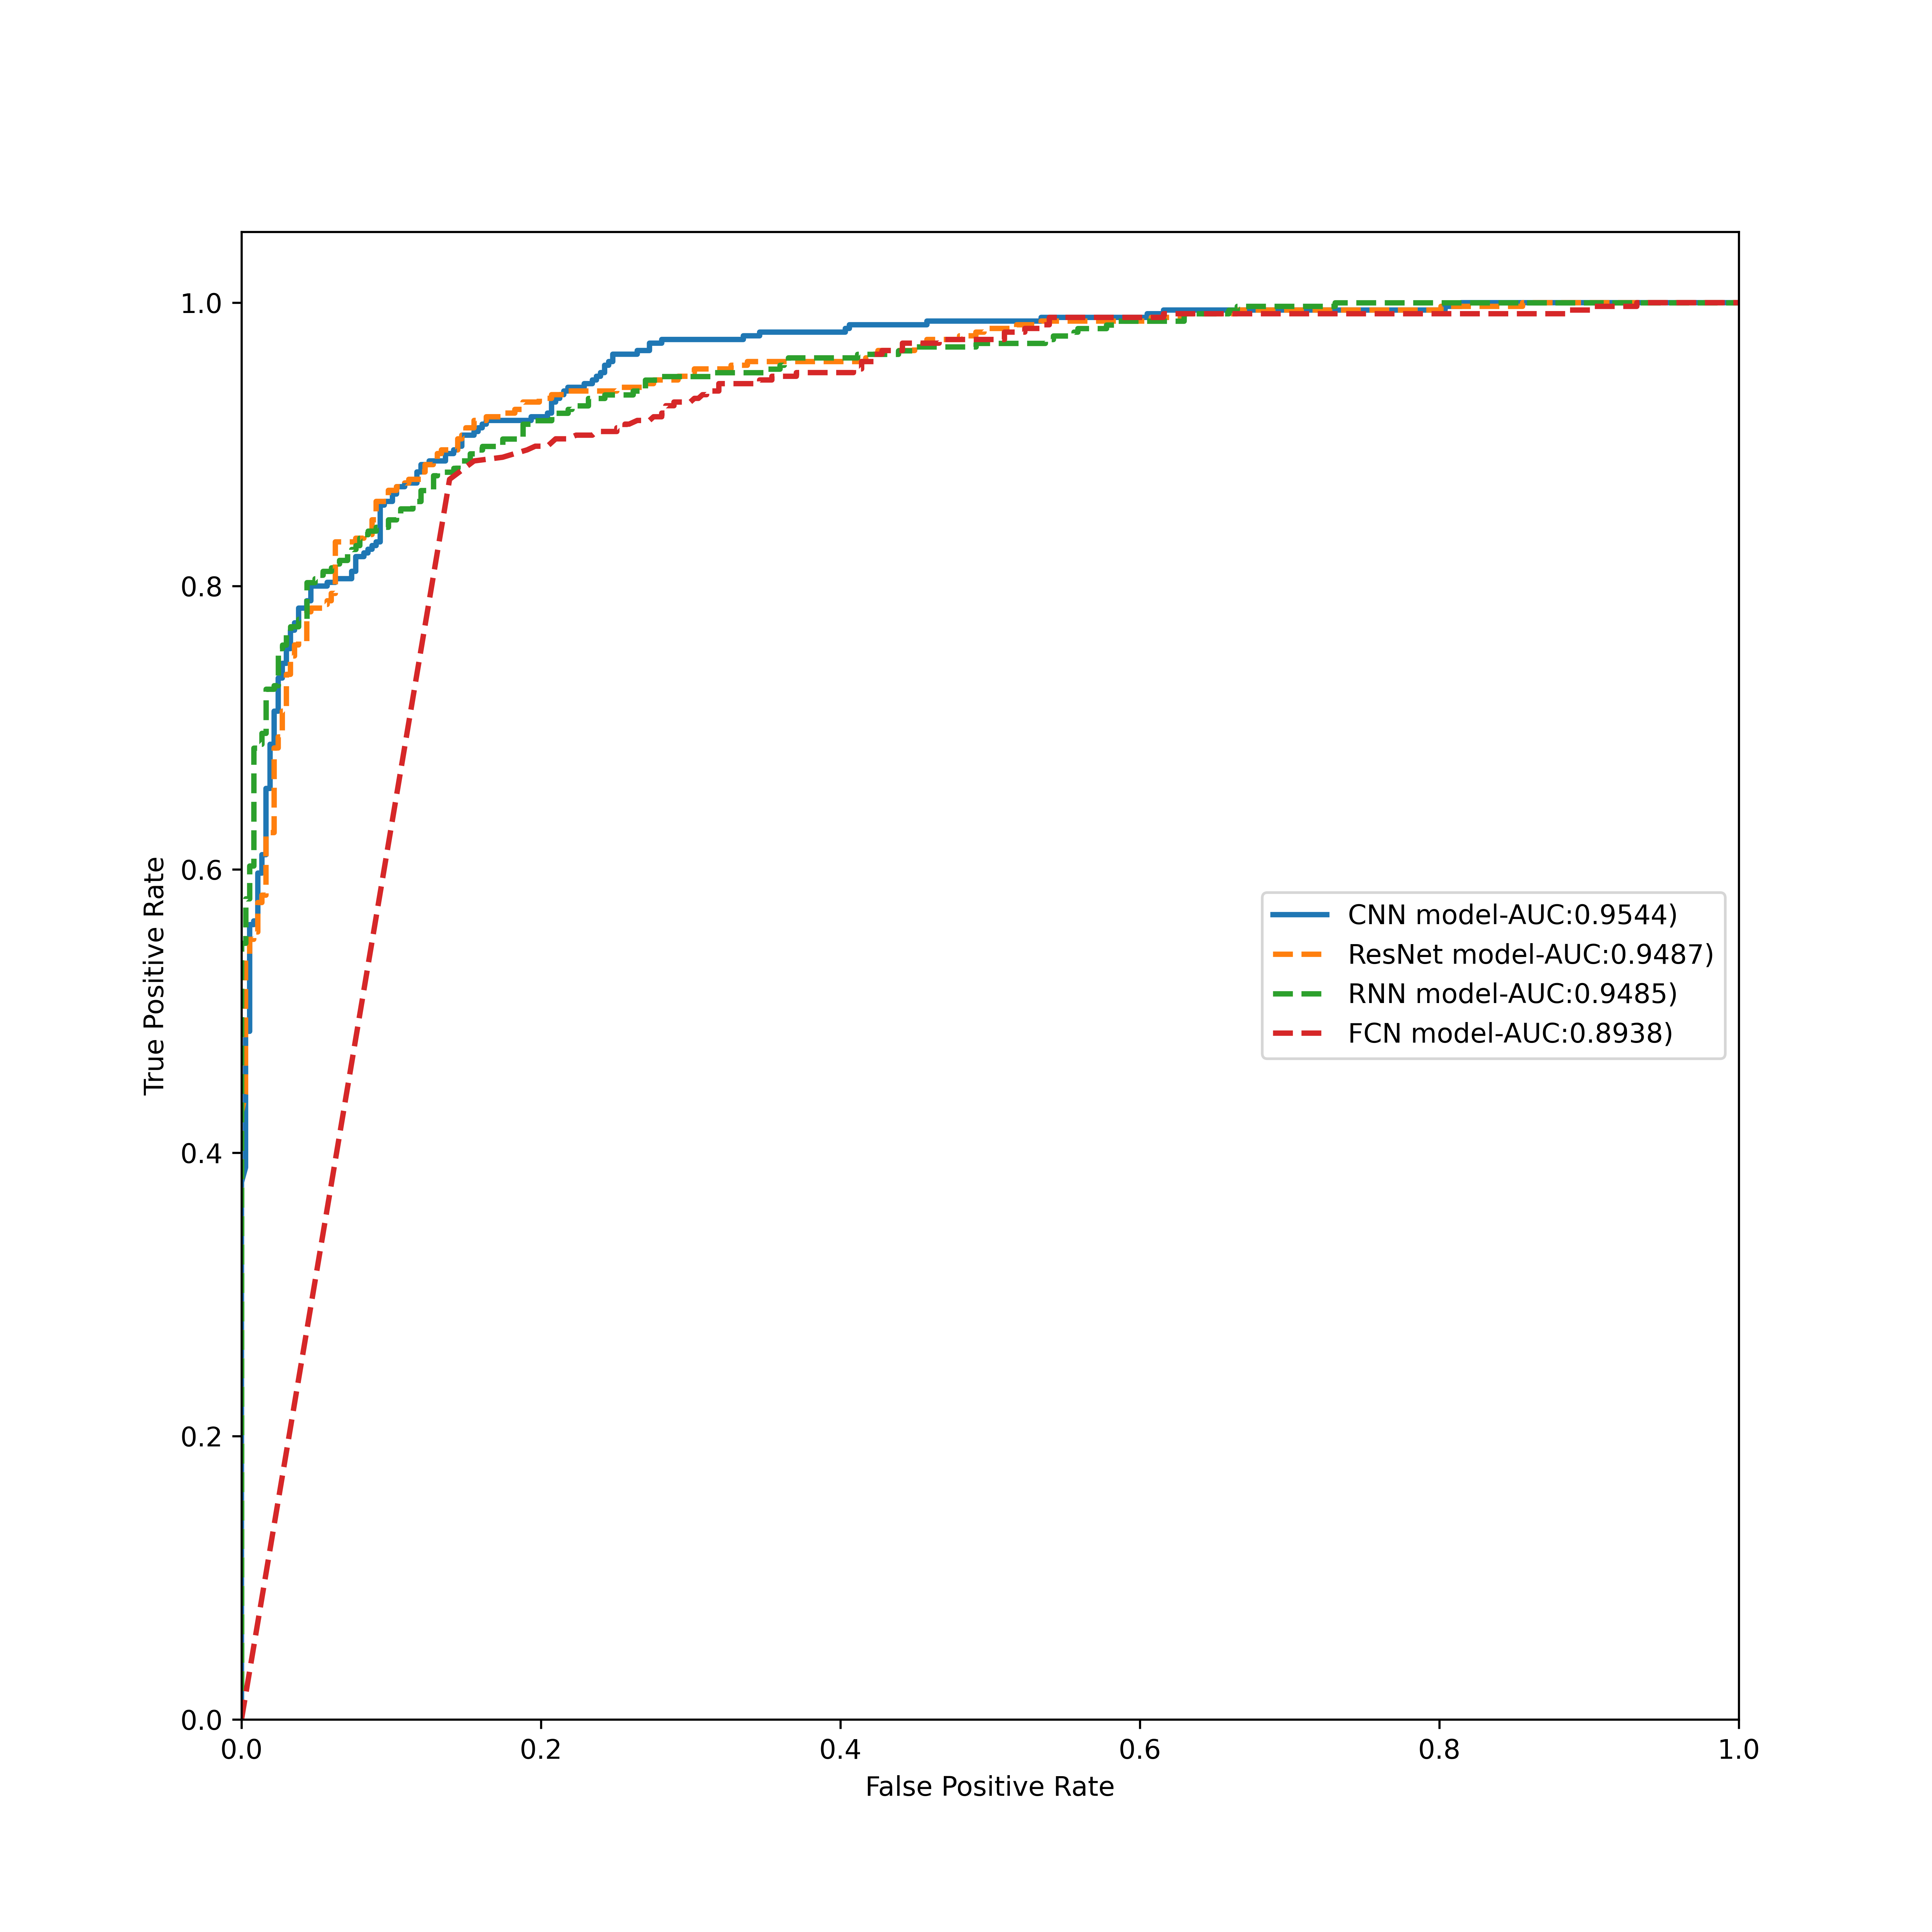 1.0
0.8
0.6
0.4
0.2
0.0
True Positive Rate
CNN model-AUC:0.9544)
ResNet model-AUC:0.9487)
RNN model-AUC:0.9485)
FCN model-AUC:0.8938)
0.0 0.2 0.4 0.6 0.8 1.0
False Positive Rate